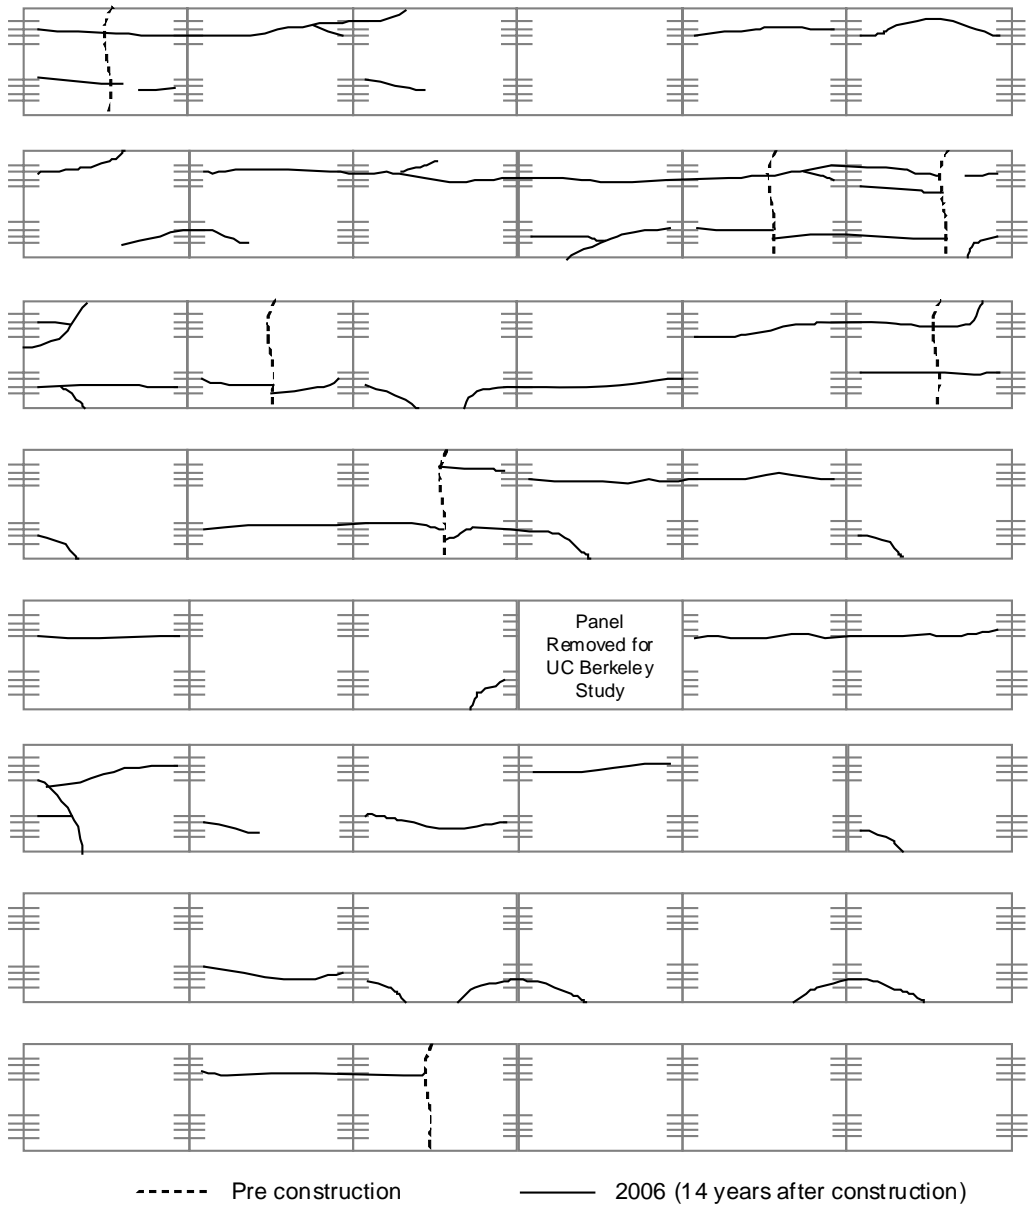 Panel
Removed for
UC Berkeley
Study
Pre construction
2006 (14 years after construction)